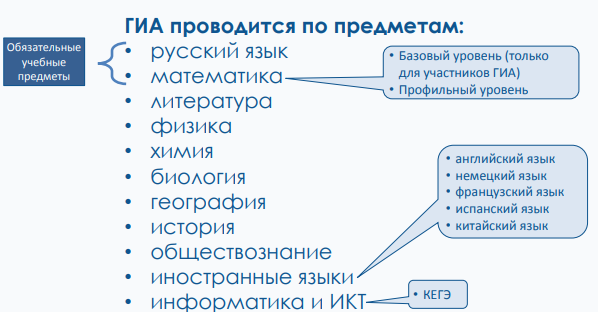 ГИА проводится по предметам:
Обязательные
учебные
предметы
• русский язык
• математика
• Базовый уровень (только
для участников ГИА)
• Профильный уровень
• литература
• физика
• химия
• биология
• география
• история
• обществознание
• иностранные языки
• английский язык
• немецкий язык
• французский язык
• испанский язык
• китайский язык
• информатика и ИКТ
• КЕГЭ